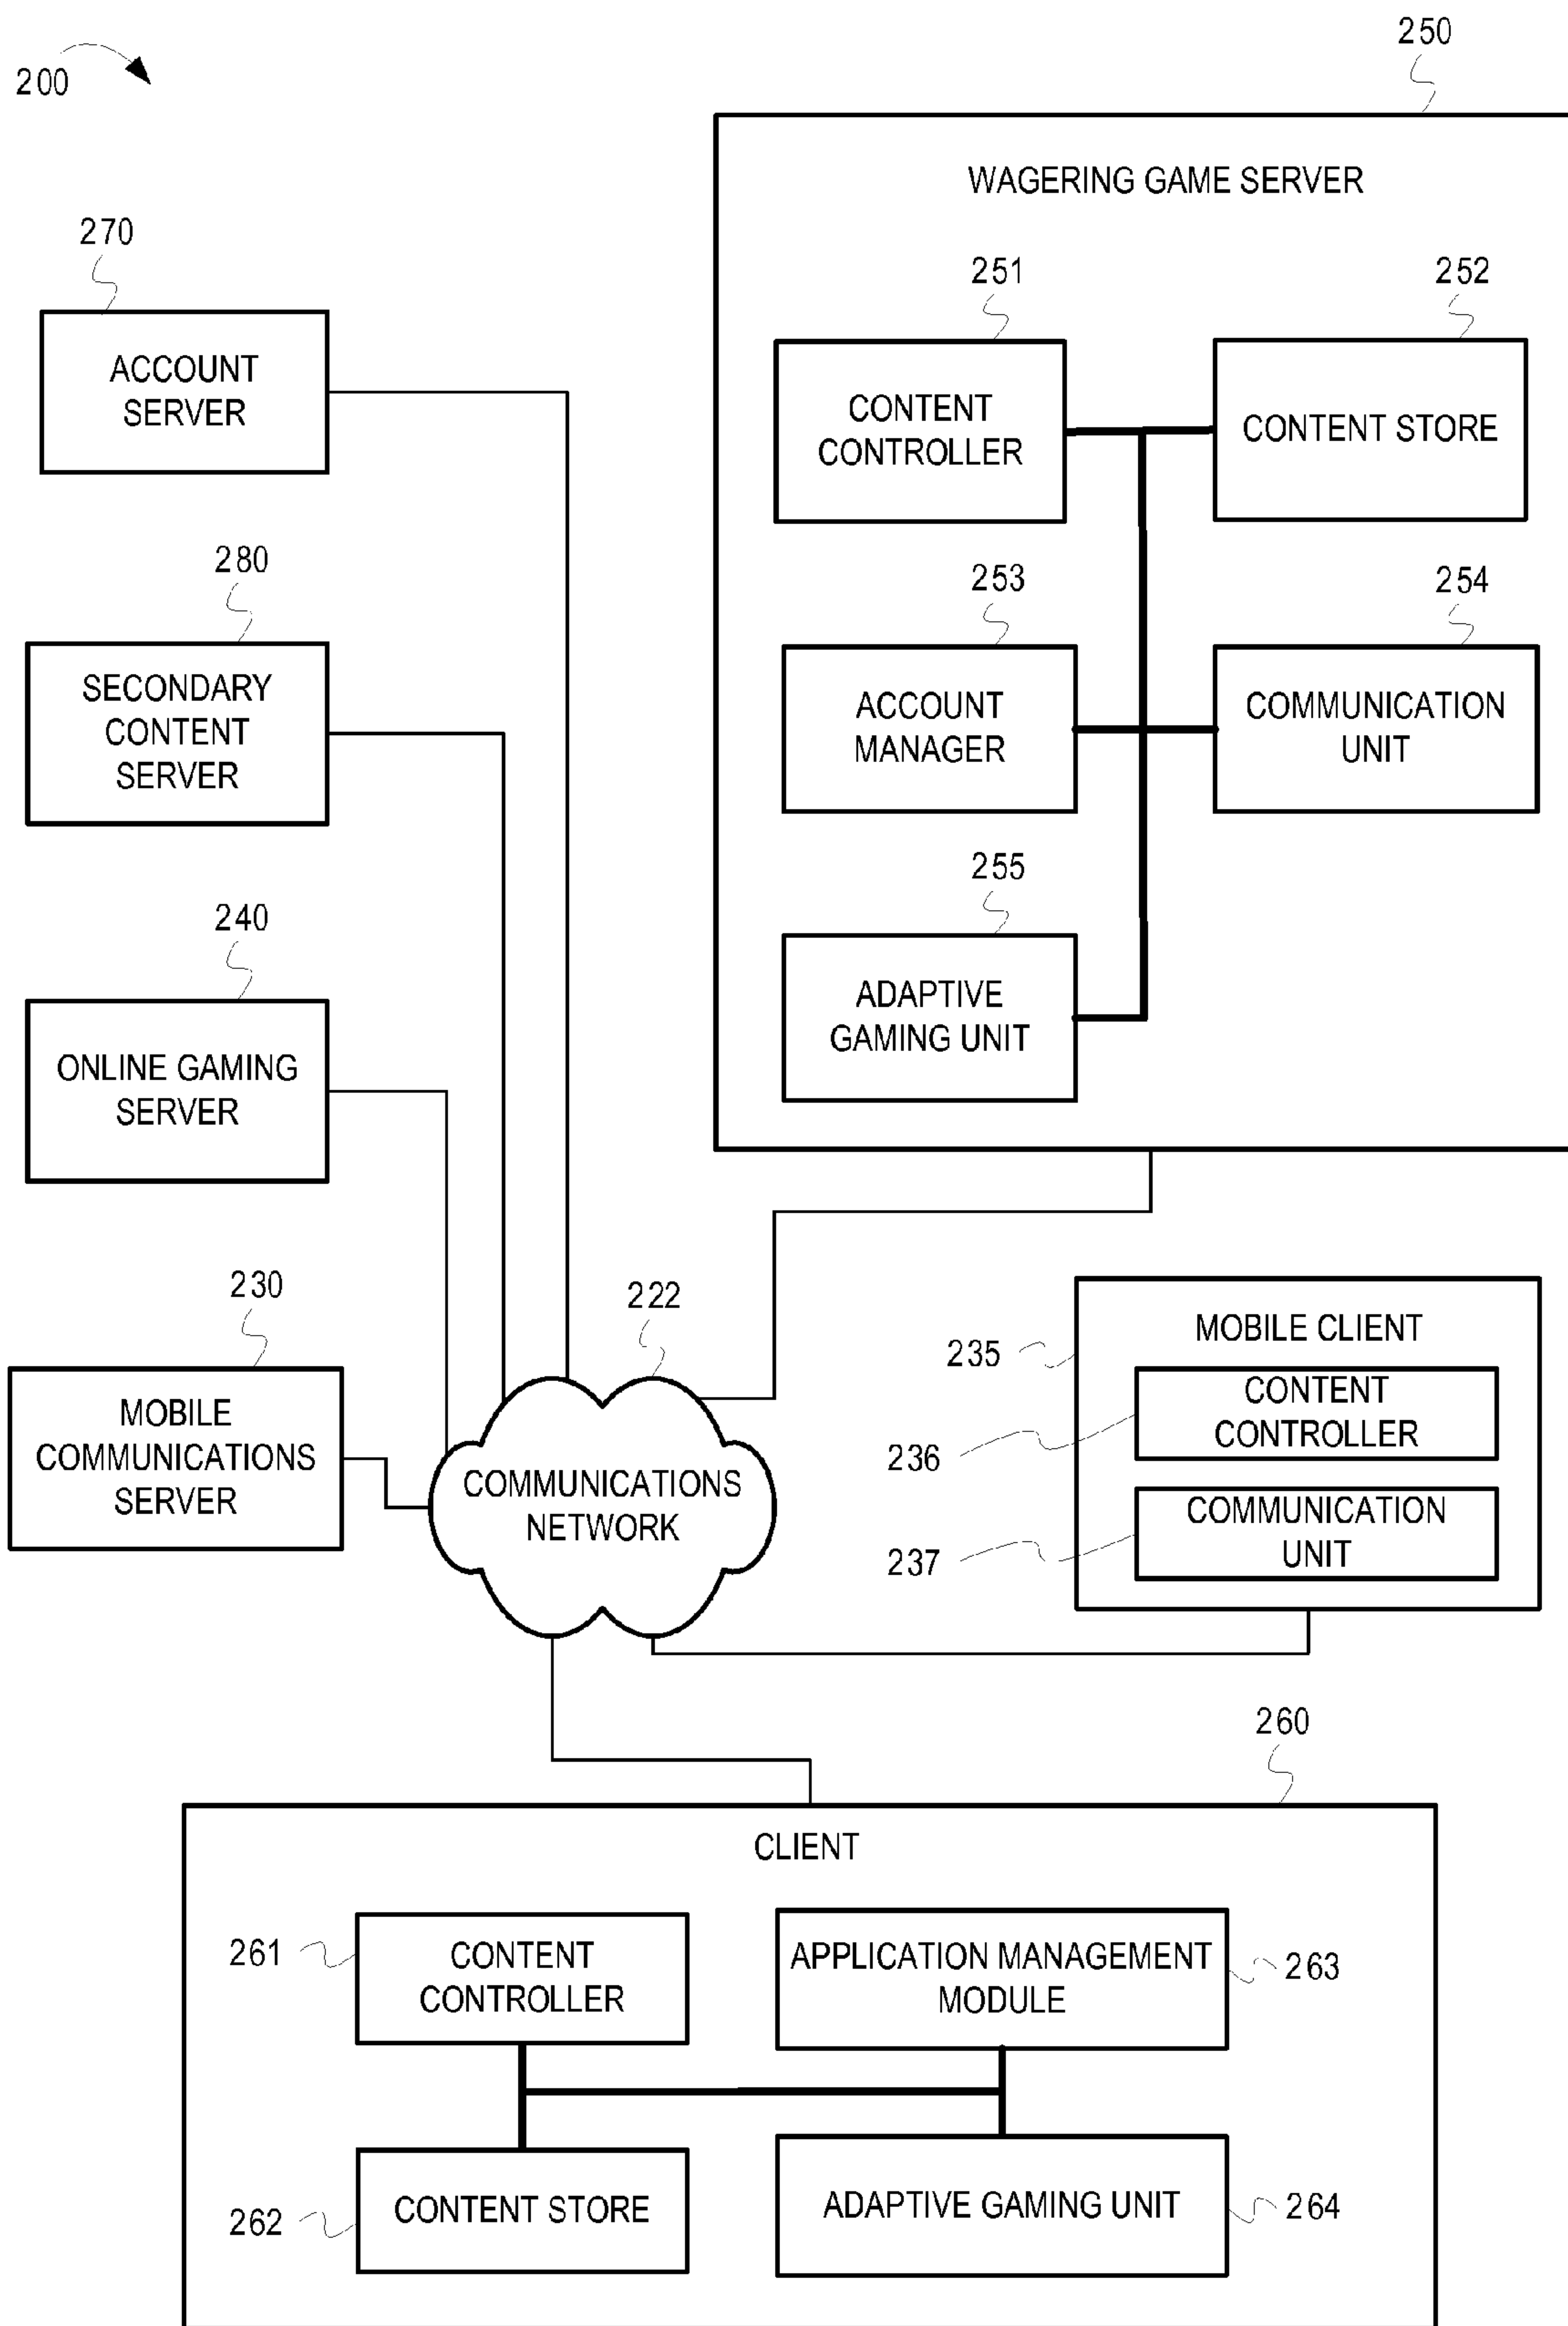 200
250
WAGERING GAME SERVER
270
ACCOUNT
SERVER
251
CONTENT
CONTROLLER
252
CONTENT STORE
280
SECONDARY
CONTENT
SERVER
253
ACCOUNT
MANAGER
254
COMMUNICATION
UNIT
240
ONLINE GAMING
SERVER
255
ADAPTIVE
GAMING UNIT
230
MOBILE
COMMUNICATIONS
SERVER
222
COMMUNICATIONS
NETWORK
235
MOBILE CLIENT
236
CONTENT
CONTROLLER
237
COMMUNICATION
UNIT
260
CLIENT
261
CONTENT
CONTROLLER
APPLICATION MANAGEMENT
MODULE
263
262
CONTENT STORE
ADAPTIVE GAMING UNIT
264